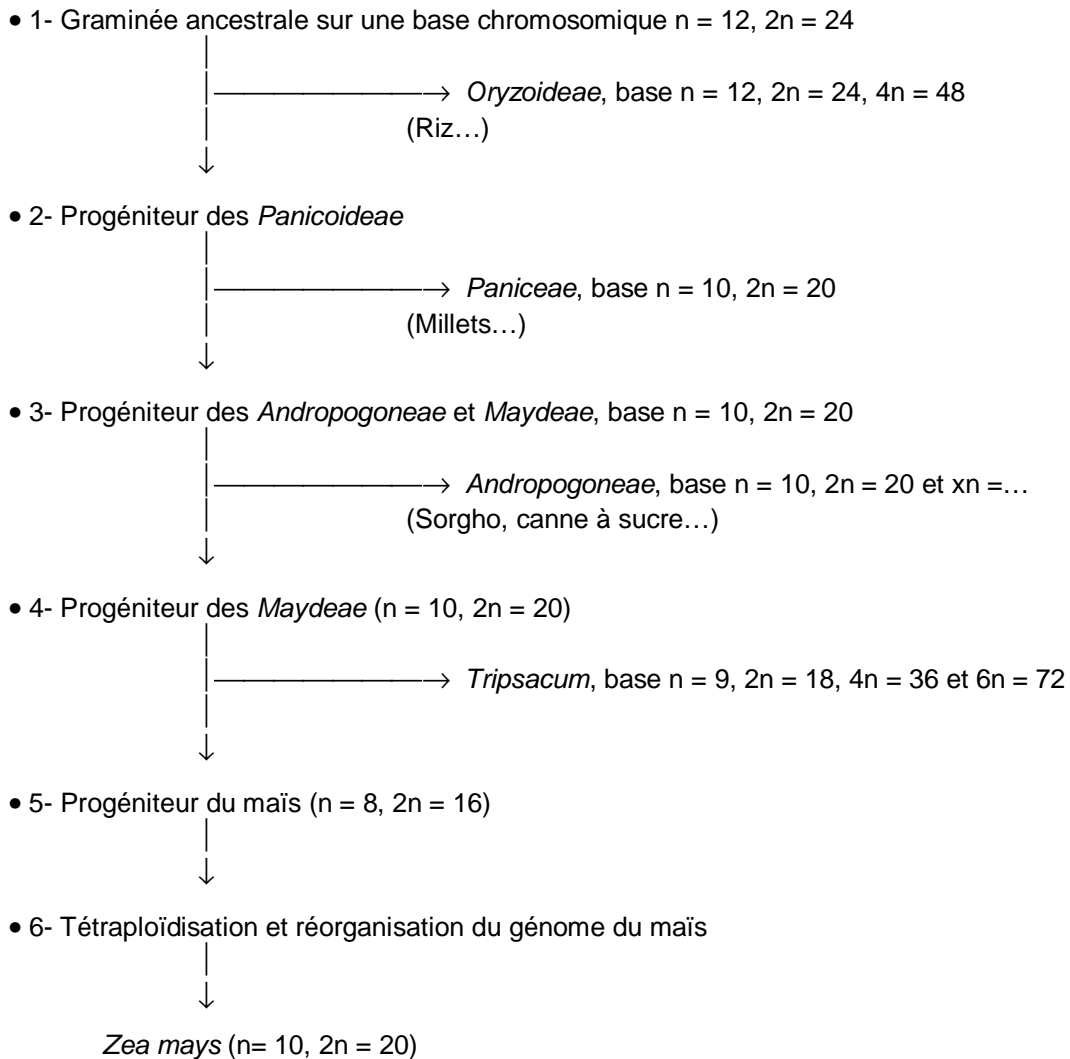 • 1- Graminée ancestrale sur une base chromosomique n = 12, 2n = 24
Oryzoideae, base n = 12, 2n = 24, 4n = 48
(Riz…)
• 2- Progéniteur des Panicoideae
Paniceae, base n = 10, 2n = 20
(Millets…)
• 3- Progéniteur des Andropogoneae et Maydeae, base n = 10, 2n = 20
Andropogoneae, base n = 10, 2n = 20 et xn =…
(Sorgho, canne à sucre…)
• 4- Progéniteur des Maydeae (n = 10, 2n = 20)
Tripsacum, base n = 9, 2n = 18, 4n = 36 et 6n = 72
• 5- Progéniteur du maïs (n = 8, 2n = 16)
• 6- Tétraploïdisation et réorganisation du génome du maïs
Zea mays (n= 10, 2n = 20)